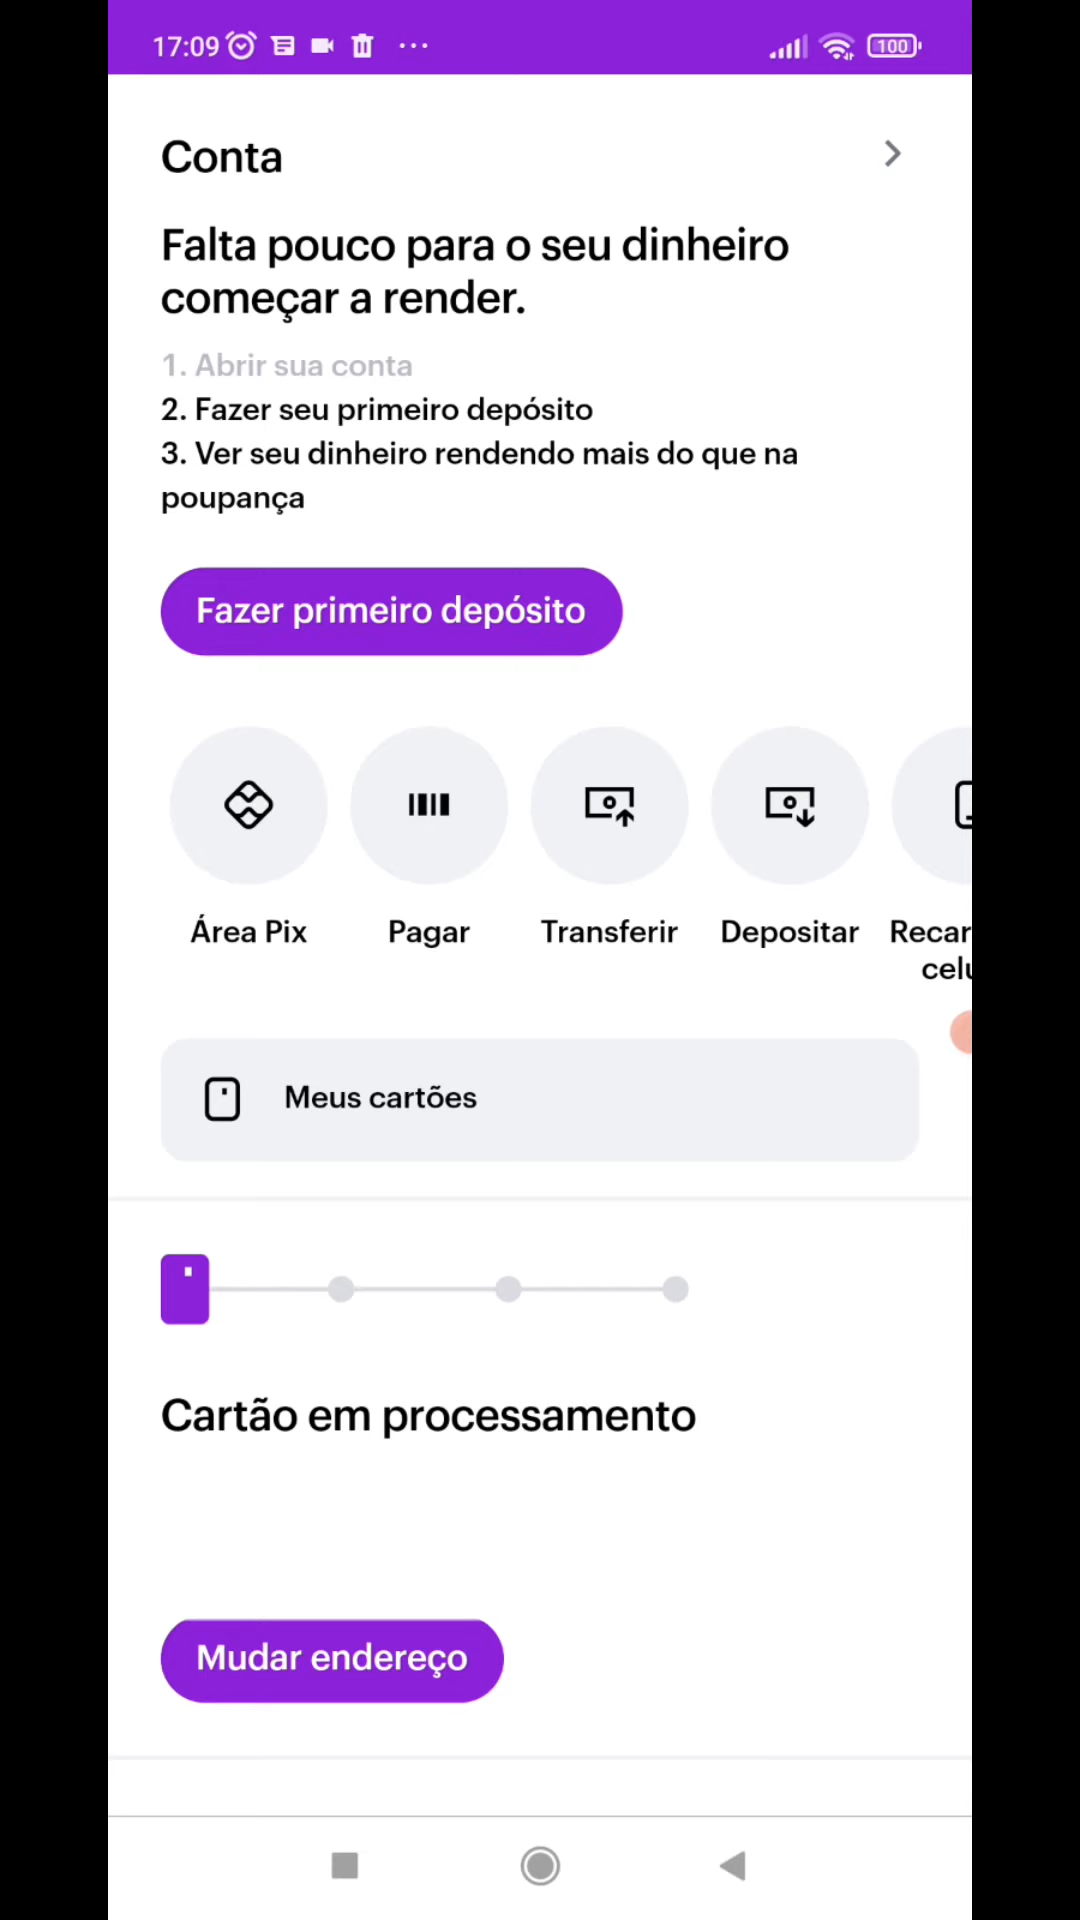 17:09
100
Conta
Falta pouco para o seu dinheiro
começar a render.
1. Abrir sua conta
2. Fazer seu primeiro depósito
3. Ver seu dinheiro rendendo mais do que na
poupança
Fazer primeiro depósito
Área Pix
Pagar
Transferir
Depositar
Recar
celu
Meus cartões
Cartão em processamento
Mudar endereço